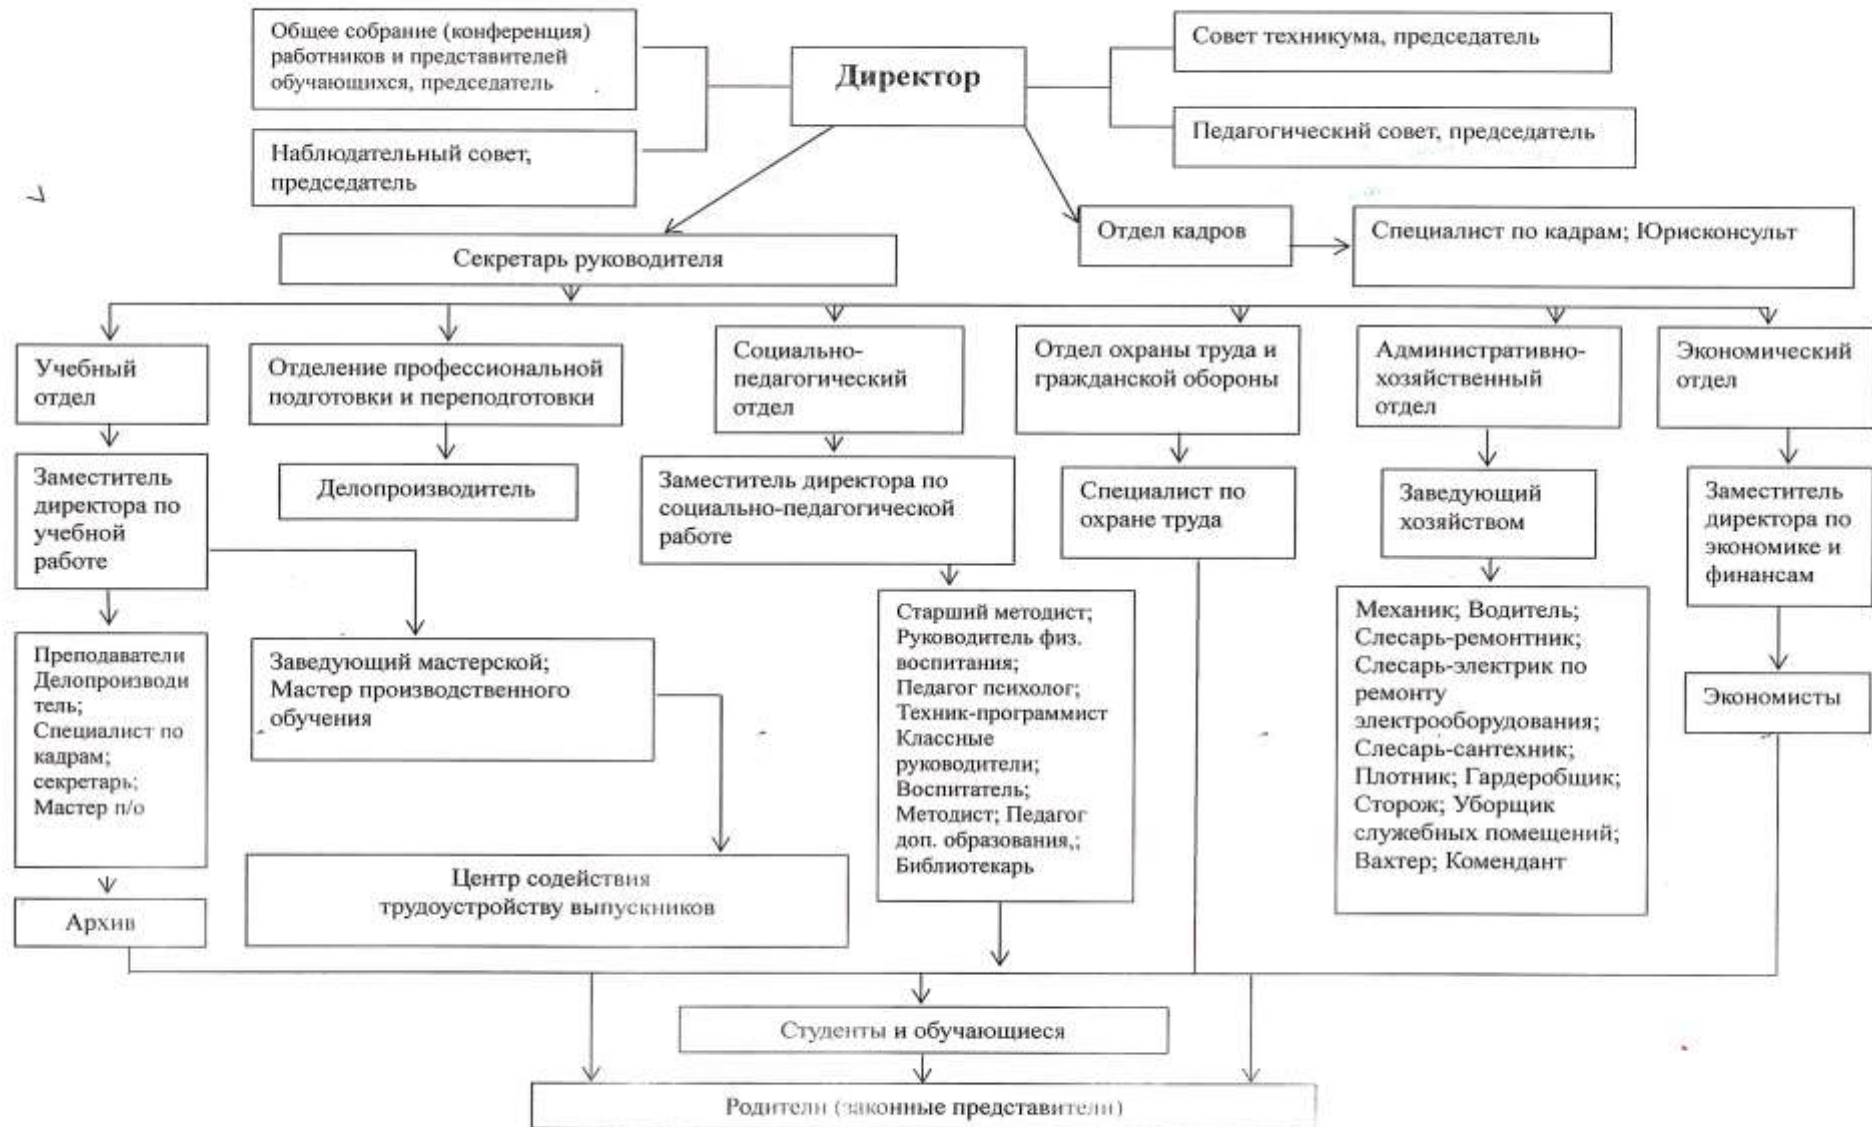 Общее собрание (конференция)
работников и представителей
обучающихся, председатель
Директор
Совет техникума, председатель
Педагогический совет, председатель
Наблюдательный совет,
председатель
Отдел кадров
Специалист по кадрам; Юрисконсульт
Секретарь руководителя
Учебный
отдел
Отделение профессиональной
подготовки и переподготовки
Социально-
педагогический
отдел
Отдел охраны труда и
гражданской обороны
Административно-
хозяйственный
отдел
Экономический
отдел
Заместитель
директора по
учебной
работе
Делопроизводитель
Заместитель директора по
социально-педагогической
работе
Специалист по
охране труда
Заведующий
хозяйством
Заместитель
директора по
экономике и
финансам
Преподаватели
Делопроизводи
тель;
Специалист по
кадрам;
секретарь;
Мастер п/о
Заведующий мастерской;
Мастер производственного
обучения
Старший методист;
Руководитель физ.
воспитания;
Педагог психолог;
Техник-программист
Классные
руководители;
Воспитатель;
Методист; Педагог
доп. образования,;
Библиотекарь
Механик; Водитель;
Слесарь-ремонтник;
Слесарь-электрик по
ремонту
электрооборудования;
Слесарь-сантехник;
Плотник; Гардеробщик;
Сторож; Уборщик
служебных помещений;
Вахтер; Комендант
Экономисты
Центр содействия
трудоустройству выпускников
Архив
Студенты и обучающиеся
Родители (законные представители)